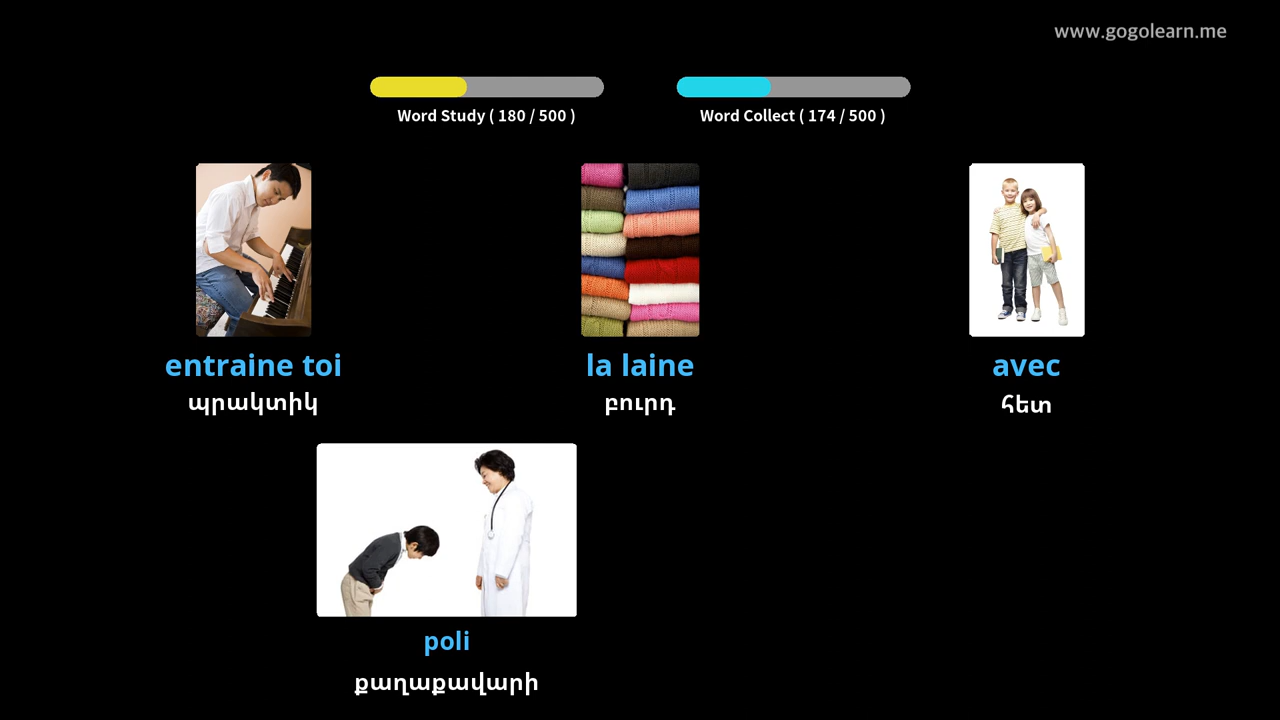 www.gogolearn.me
Word Study ( 180 / 500 )
Word Collect ( 174 / 500 )
entraine toi
պրակտիկ
la laine
բուրդ
avec
հետ
poli
քաղաքավարի